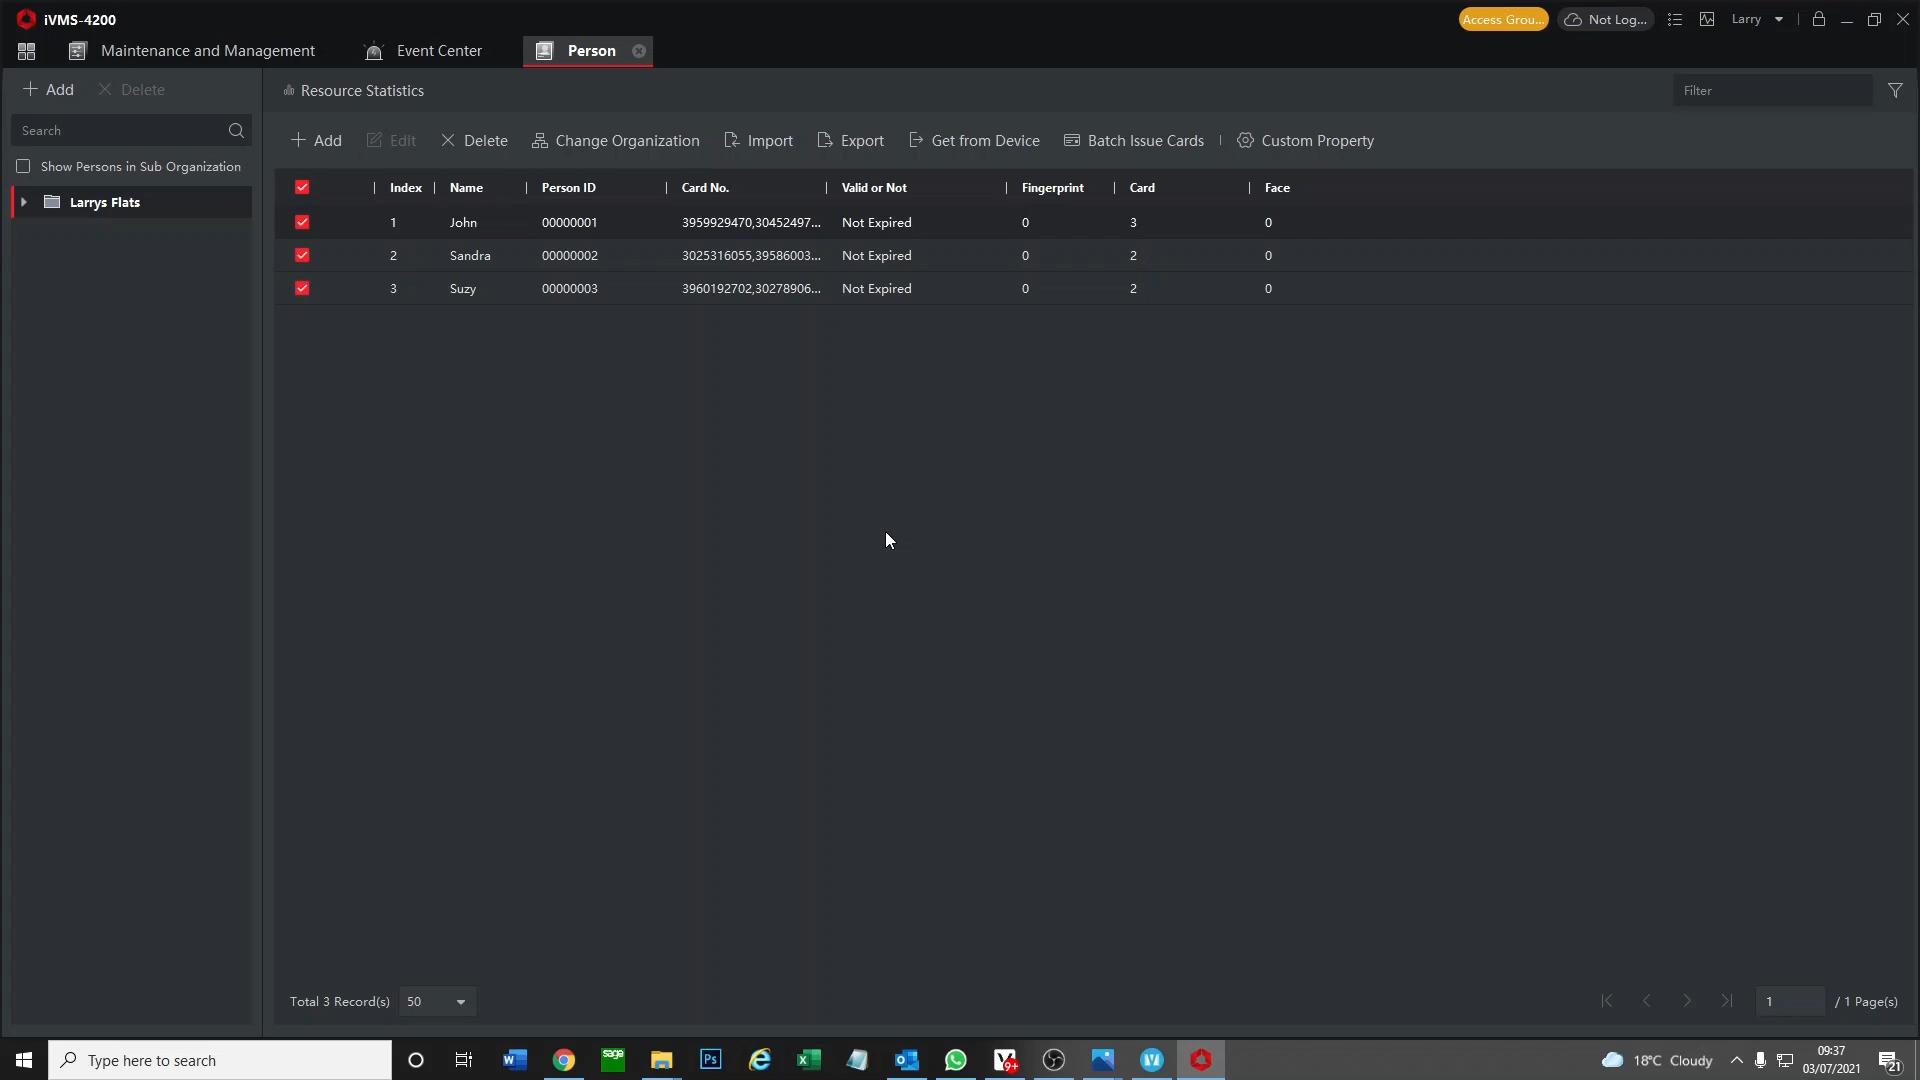 iVMS-4200
Access Grou...
Not Log...
Larry
Maintenance and Management
Event Center
Person
Add
Delete
Search
Show Persons in Sub Organization
Larrys Flats
Resource Statistics
Filter
Add
Edit
Delete
Change Organization
Import
Export
Get from Device
Batch Issue Cards
Custom Property
Index Name Person ID Card No. Valid or Not Fingerprint Card Face
1 John 00000001 3959929470,30452497... Not Expired 0 3 0
2 Sandra 00000002 3025316055,39586003... Not Expired 0 2 0
3 Suzy 00000003 3960192702,30278906... Not Expired 0 2 0
Total 3 Record(s) 50
1 / 1 Page(s)
Type here to search
sage
Ps
9+
18°C Cloudy
09:37
03/07/2021
21